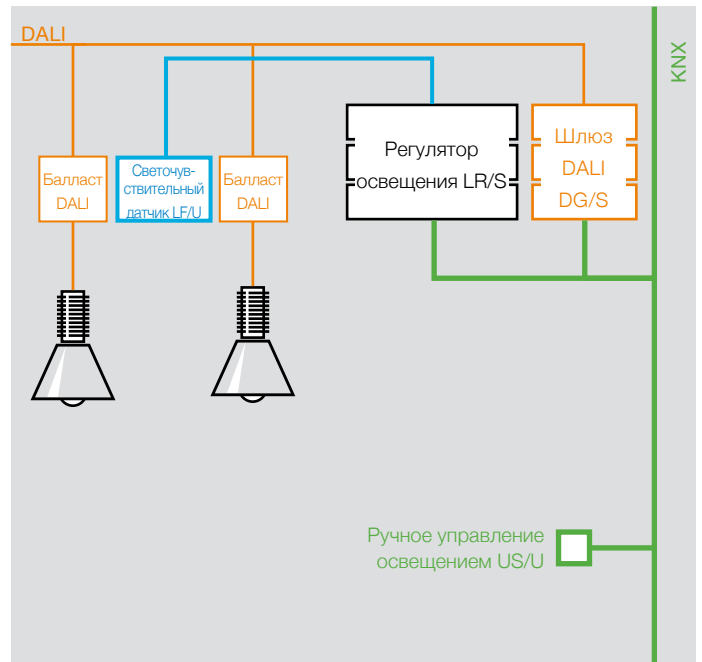 DALI
KNX
Балласт
DALI
Светочув-
ствительный
датчик LF/U
Балласт
DALI
Регулятор
освещения LR/S
Шлюз
DALI
DG/S
Ручное управление
освещением US/U